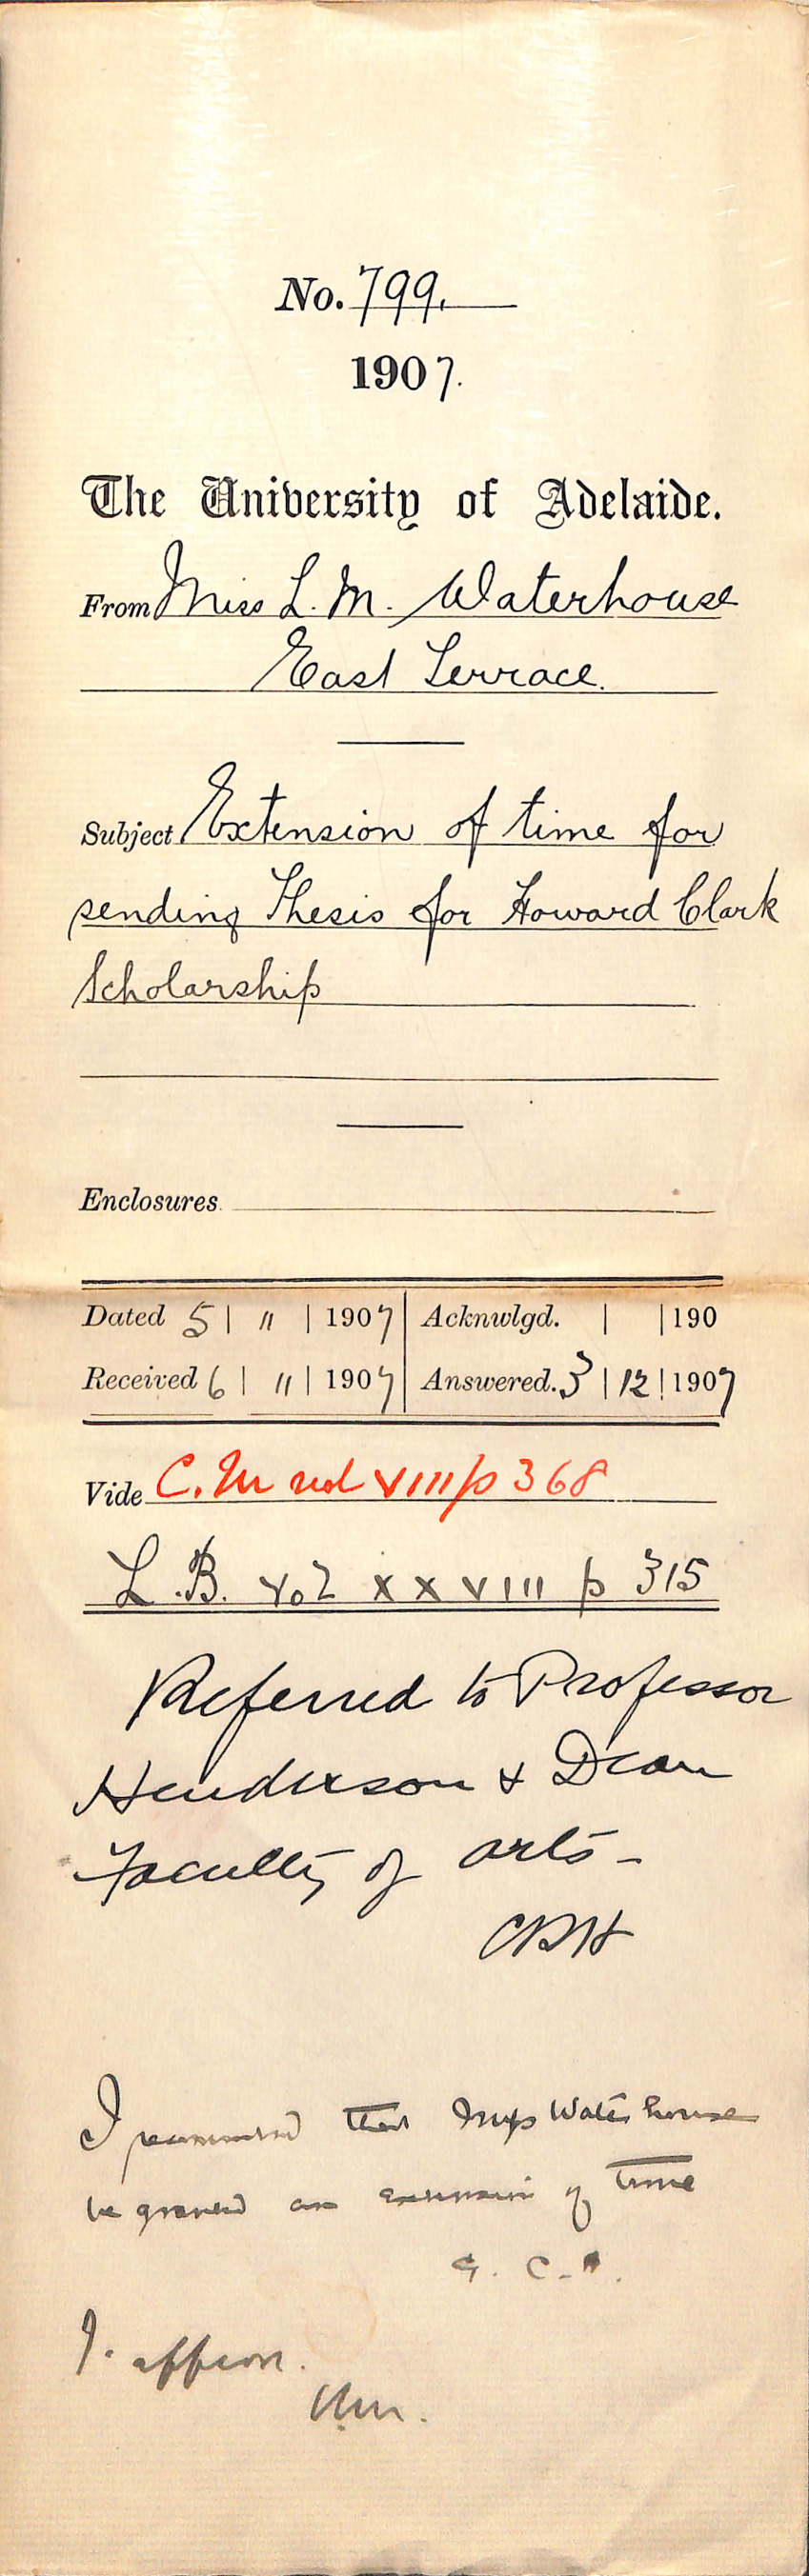 No. 799.
1907.
The University of Adelaide.
From Miss L. M. Waterhouse
East Terrace.
Subject Extension of time for
sending Thesis for Howard Clark
Scholarship
Enclosures
Dated 5 | 11 | 1907 Acknwlgd. | | 190
Received 6 | 11 | 1907 Answered. 3 | 12 | 1907
Vide C.M vol VIII p 368
L.B. Vol XXVIII p 315
Referred to Professor
Henderson & Dean
Faculty of Arts -
I recommend that Miss Waterhouse
be granted an extension of time
G. C.
I approve.